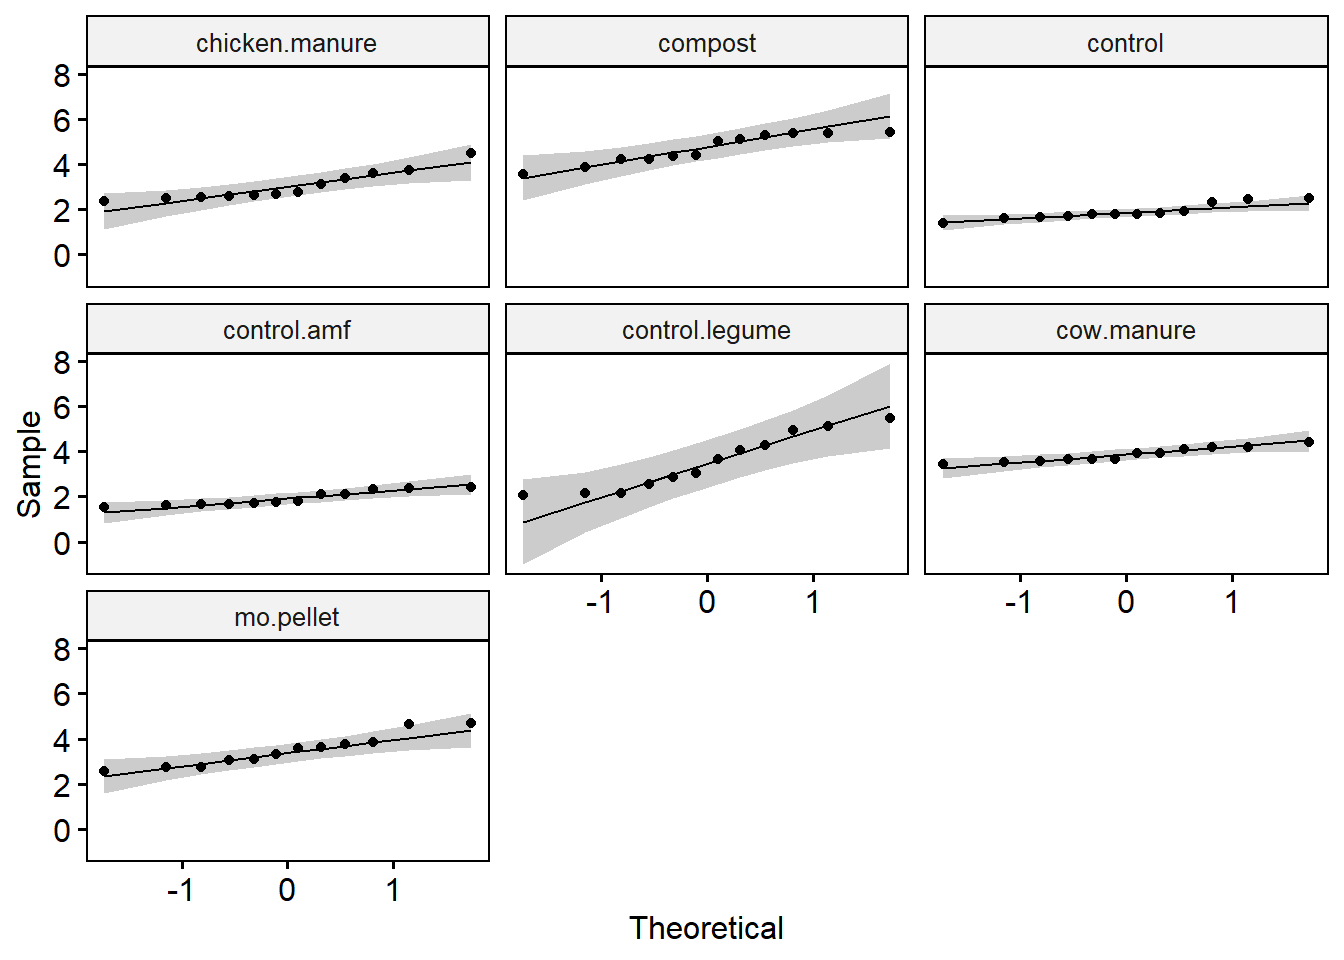 chicken.manure
compost
control
8
6
4
2
0
control.amf
control.legume
cow.manure
8
6
4
2
0
Sample
-1 0 1
-1 0 1
mo.pellet
8
6
4
2
0
-1 0 1
Theoretical